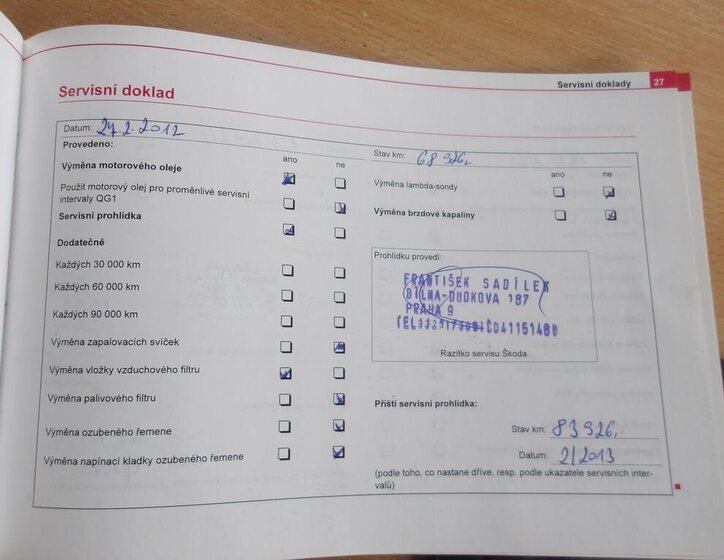 Servisní doklady 27
Servisní doklad
Datum: 27.2.2012
Stav km: 68 926,-
Provedeno:
ano ne
ano ne
Výměna motorového oleje
Použit motorový olej pro proměnlivé servisní
intervaly QG1
Servisní prohlídka
Dodatečně
Každých 30 000 km
Každých 60 000 km
Každých 90 000 km
Výměna zapalovacích svíček
Výměna vložky vzduchového filtru
Výměna palivového filtru
Výměna ozubeného řemene
Výměna napínací kladky ozubeného řemene
Výměna lambda-sondy
Výměna brzdové kapaliny
Prohlídku provedl:
FRANTIŠEK SADÍLEK
DÍLNA-DUDKOVA 187
PRAHA 9
Razítko servisu Škoda
Příští servisní prohlídka:
Stav km: 83 926,-
Datum: 2/2013
(podle toho, co nastane dříve, resp. podle ukazatele servisních inter-
valů)